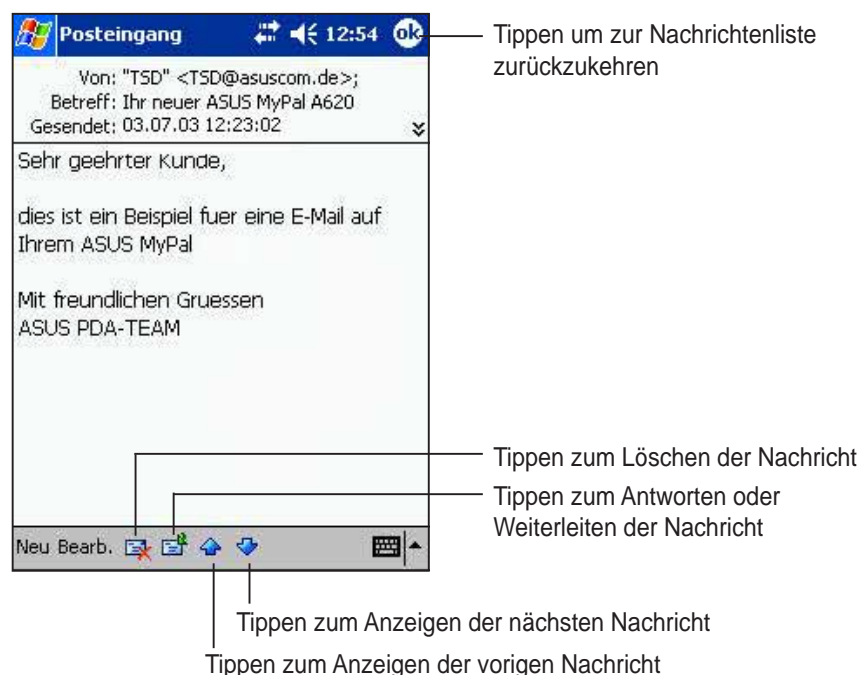 Posteingang 12:54 ok
Tippen um zur Nachrichtenliste
zurückzukehren
Von: "TSD" <TSD@asuscom.de>;
Betreff: Ihr neuer ASUS MyPal A620
Gesendet: 03.07.03 12:23:02
Sehr geehrter Kunde,
dies ist ein Beispiel fuer eine E-Mail auf
Ihrem ASUS MyPal
Mit freundlichen Gruessen
ASUS PDA-TEAM
Tippen zum Löschen der Nachricht
Tippen zum Antworten oder
Weiterleiten der Nachricht
Neu Bearb.
Tippen zum Anzeigen der nächsten Nachricht
Tippen zum Anzeigen der vorigen Nachricht